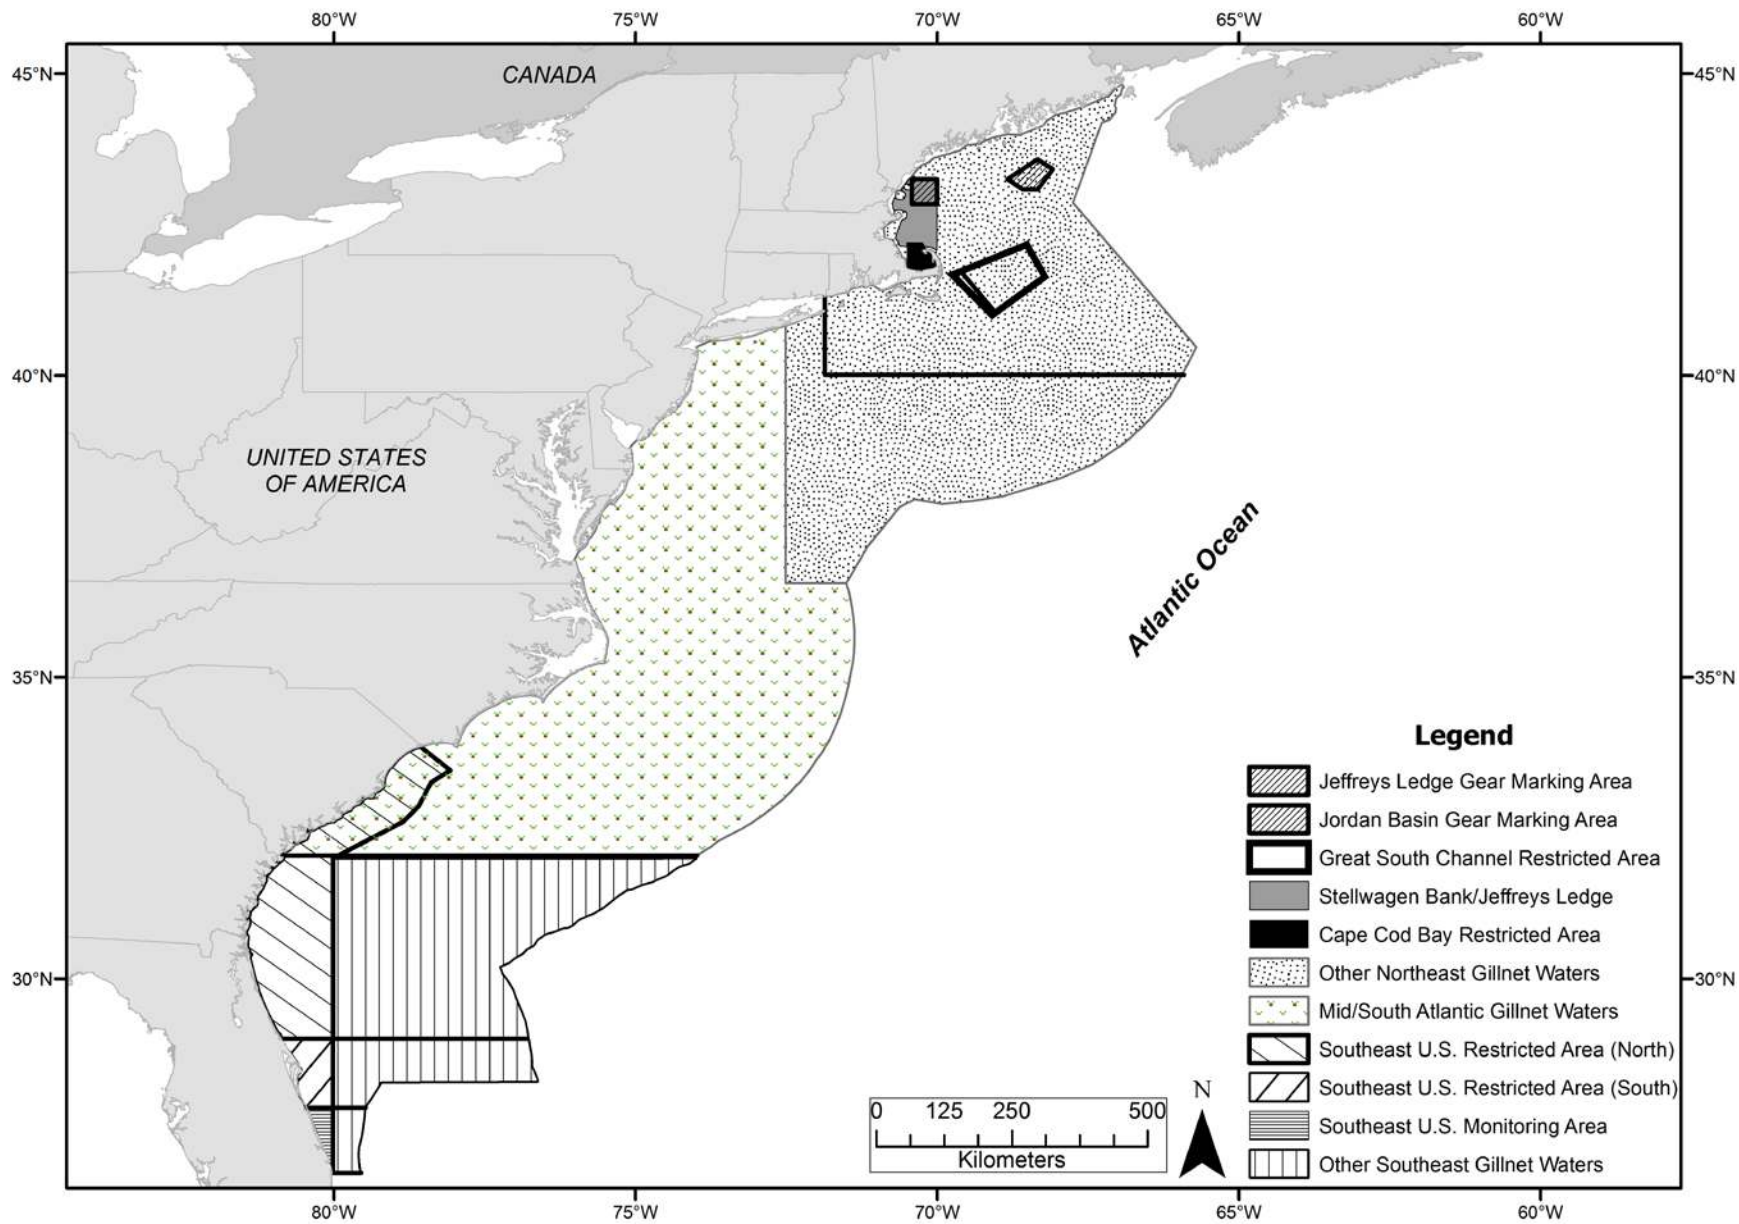 80°W 75°W 70°W 65°W 60°W
45°N 45°N
CANADA
40°N 40°N
UNITED STATES
OF AMERICA
Atlantic Ocean
35°N 35°N
Legend
Jeffreys Ledge Gear Marking Area
Jordan Basin Gear Marking Area
Great South Channel Restricted Area
Stellwagen Bank/Jeffreys Ledge
Cape Cod Bay Restricted Area
30°N 30°N
Other Northeast Gillnet Waters
Mid/South Atlantic Gillnet Waters
Southeast U.S. Restricted Area (North)
Southeast U.S. Restricted Area (South)
Southeast U.S. Monitoring Area
Other Southeast Gillnet Waters
N
0 125 250 500
Kilometers
80°W 75°W 70°W 65°W 60°W